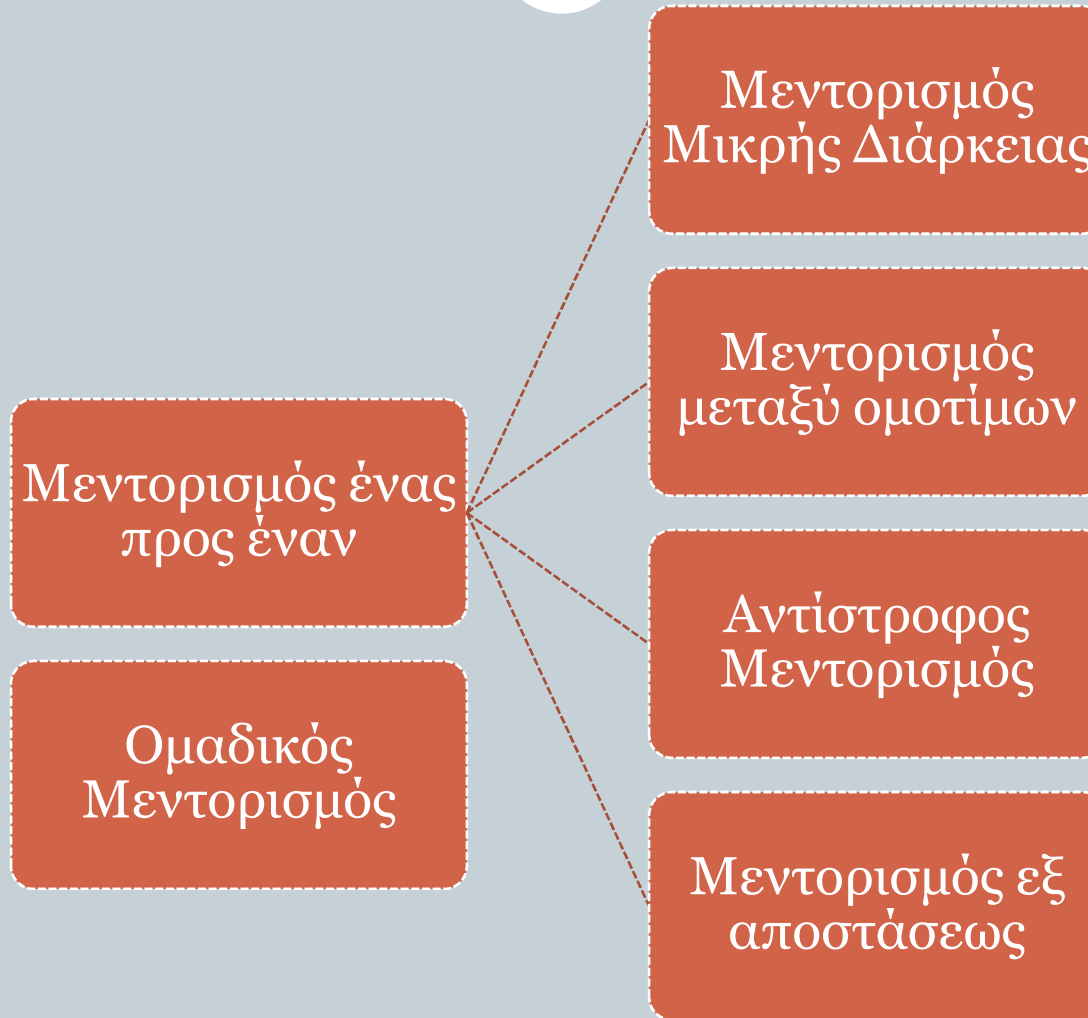 Μεντορισμός ένας
προς έναν
Ομαδικός
Μεντορισμός
Μεντορισμός
Μικρής Διάρκειας
Μεντορισμός
μεταξύ ομοτίμων
Αντίστροφος
Μεντορισμός
Μεντορισμός εξ
αποστάσεως